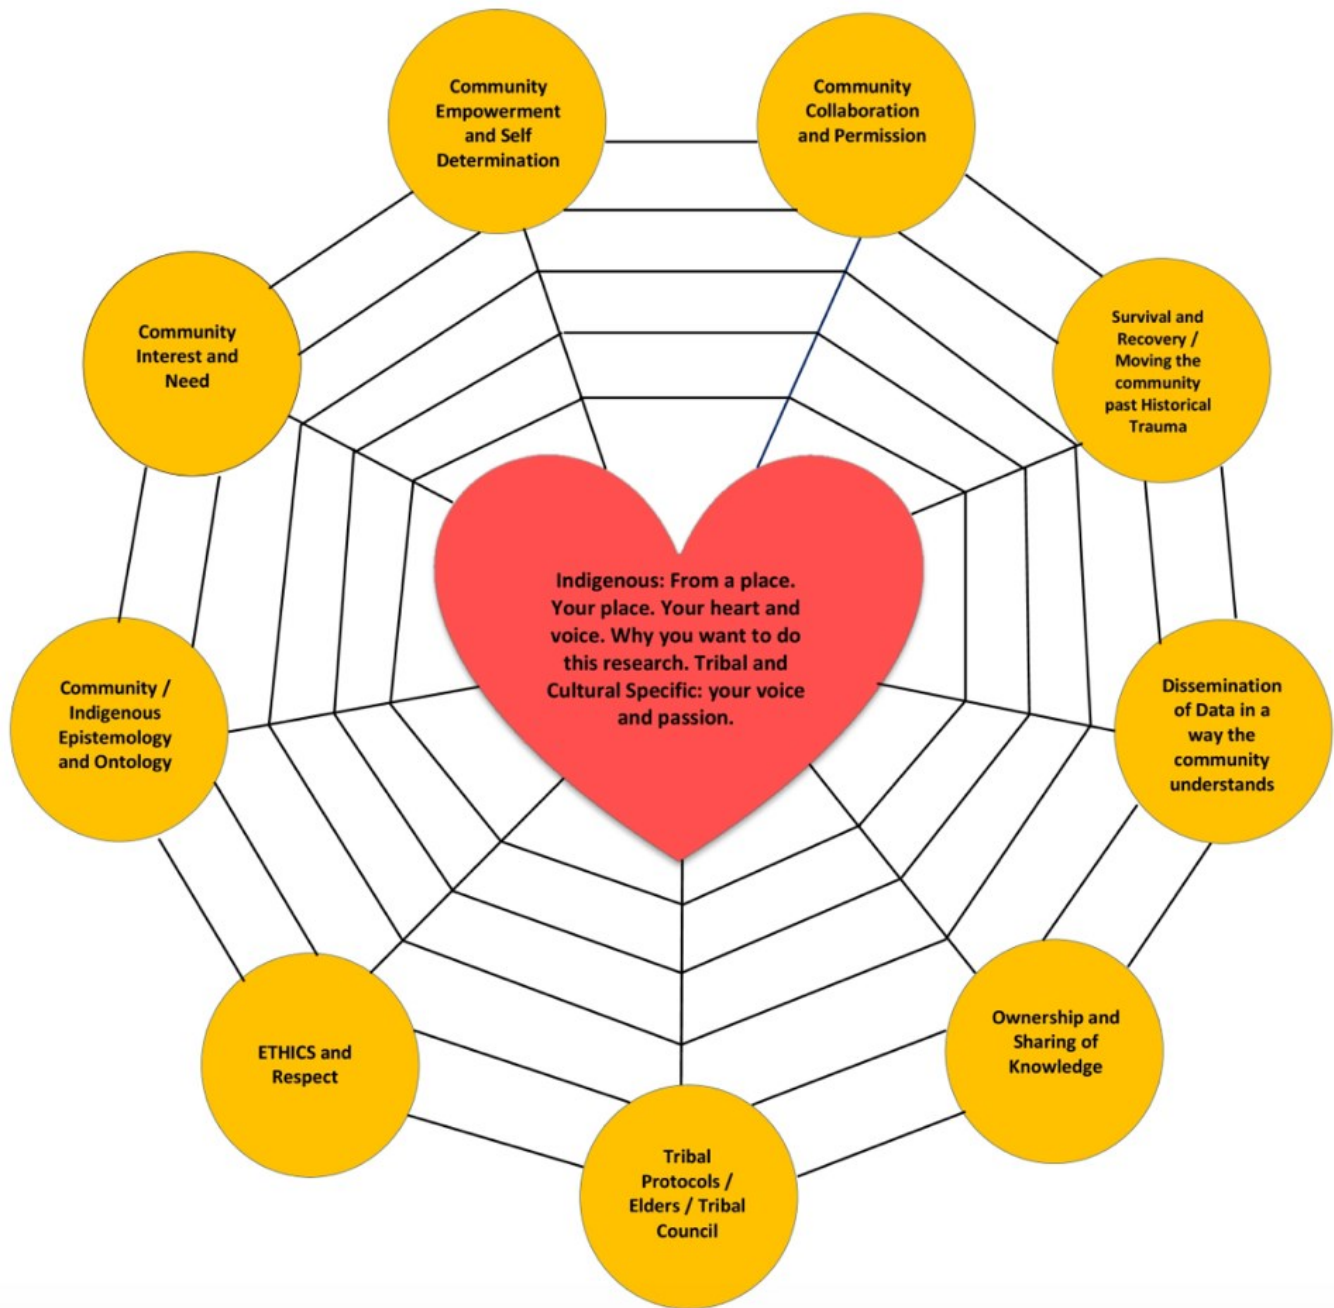 Community
Empowerment
and Self
Determination
Community
Collaboration
and Permission
Survival and
Recovery /
Moving the
community
past Historical
Trauma
Dissemination
of Data in a
way the
community
understands
Ownership and
Sharing of
Knowledge
Tribal
Protocols /
Elders / Tribal
Council
ETHICS and
Respect
Community /
Indigenous
Epistemology
and Ontology
Community
Interest and
Need
Indigenous: From a place.
Your place. Your heart and
voice. Why you want to do
this research. Tribal and
Cultural Specific: your voice
and passion.